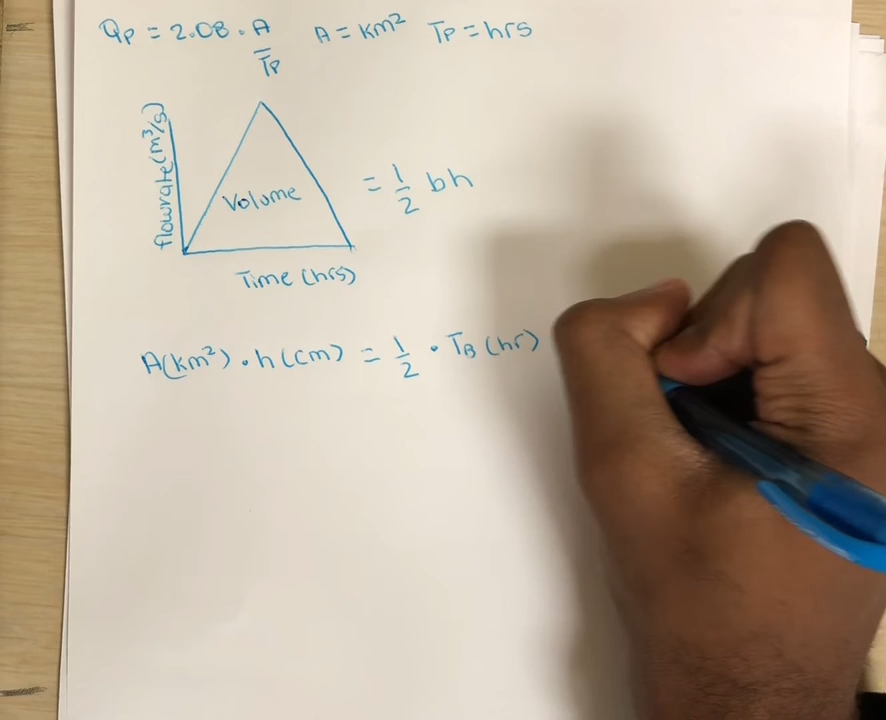 Qp = 2.08 · A/Tp A = km² Tp = hrs
flowrate (m³/s)
Volume
= 1/2 bh
Time (hrs)
A(km²) · h(cm) = 1/2 · TB (hr)